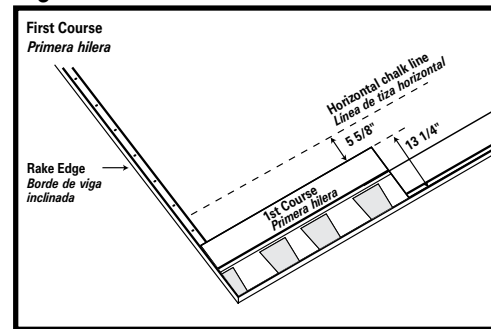 First Course
Primera hilera
Horizontal chalk line
Línea de tiza horizontal
5 5/8"
13 1/4"
Rake Edge
Borde de viga
inclinada
1st Course
Primera hilera